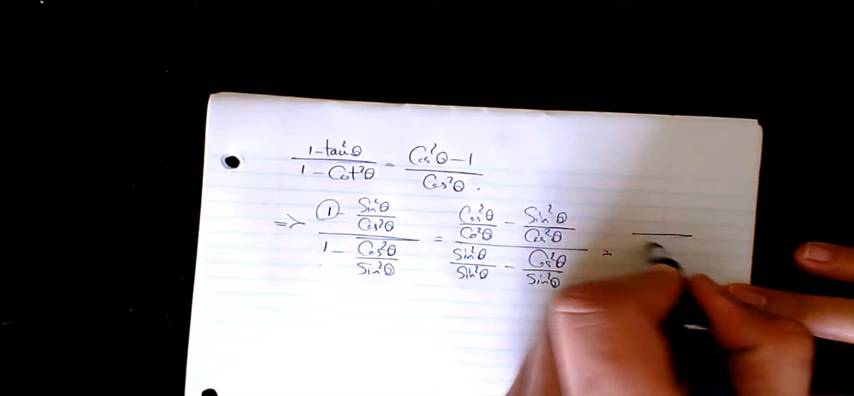 1-tan²θ / 1-Cot²θ = Cos²θ-1 / Cos²θ.
=> 1 - Sin²θ/Cos²θ / 1 - Cos²θ/Sin²θ = Cos²θ/Co²θ - Sin²θ/Cos²θ / Sin²θ/Sin²θ - Cos²θ/Sin²θ =